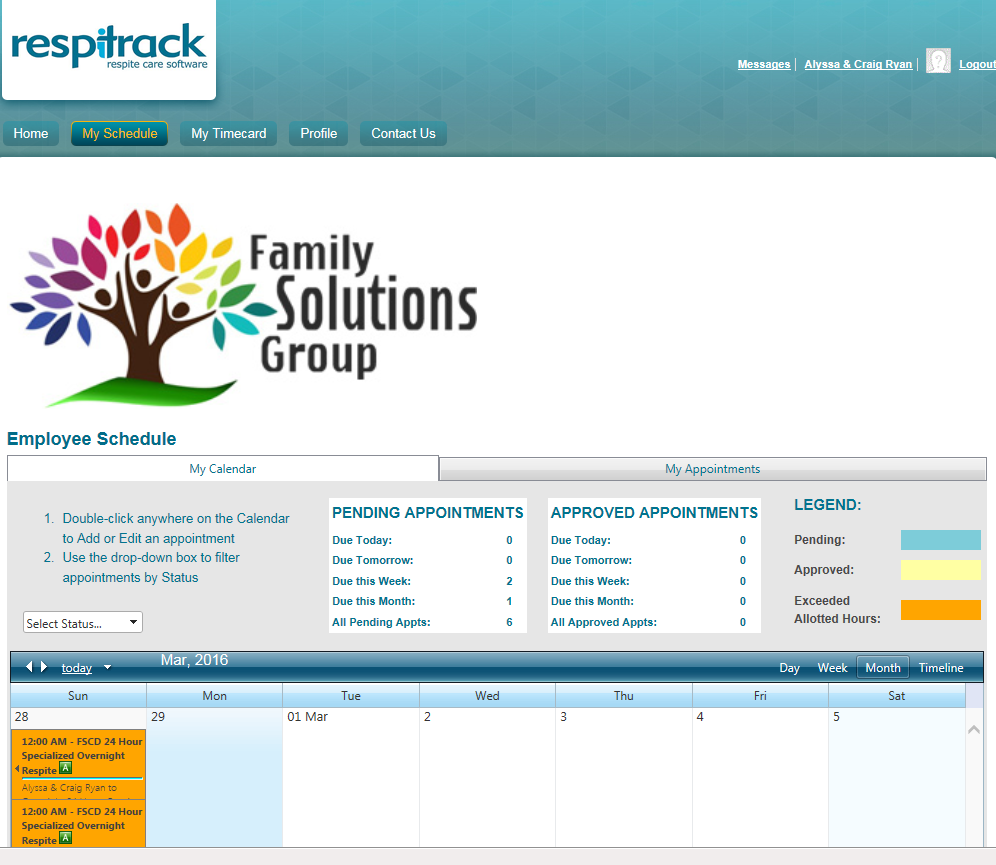 respitrack
respite care software
Messages | Alyssa & Craig Ryan | Logout
Home My Schedule My Timecard Profile Contact Us
Family
Solutions
Group
Employee Schedule
My Calendar My Appointments
1. Double-click anywhere on the Calendar
to Add or Edit an appointment
2. Use the drop-down box to filter
appointments by Status
Select Status...
PENDING APPOINTMENTS
Due Today: 0
Due Tomorrow: 0
Due this Week: 2
Due this Month: 1
All Pending Appts: 6
APPROVED APPOINTMENTS
Due Today: 0
Due Tomorrow: 0
Due this Week: 0
Due this Month: 0
All Approved Appts: 0
LEGEND:
Pending:
Approved:
Exceeded
Allotted Hours:
today Mar, 2016 Day Week Month Timeline
Sun Mon Tue Wed Thu Fri Sat
28 29 01 Mar 2 3 4 5
12:00 AM - FSCD 24 Hour
Specialized Overnight
Respite A
Alyssa & Craig Ryan to
12:00 AM - FSCD 24 Hour
Specialized Overnight
Respite A